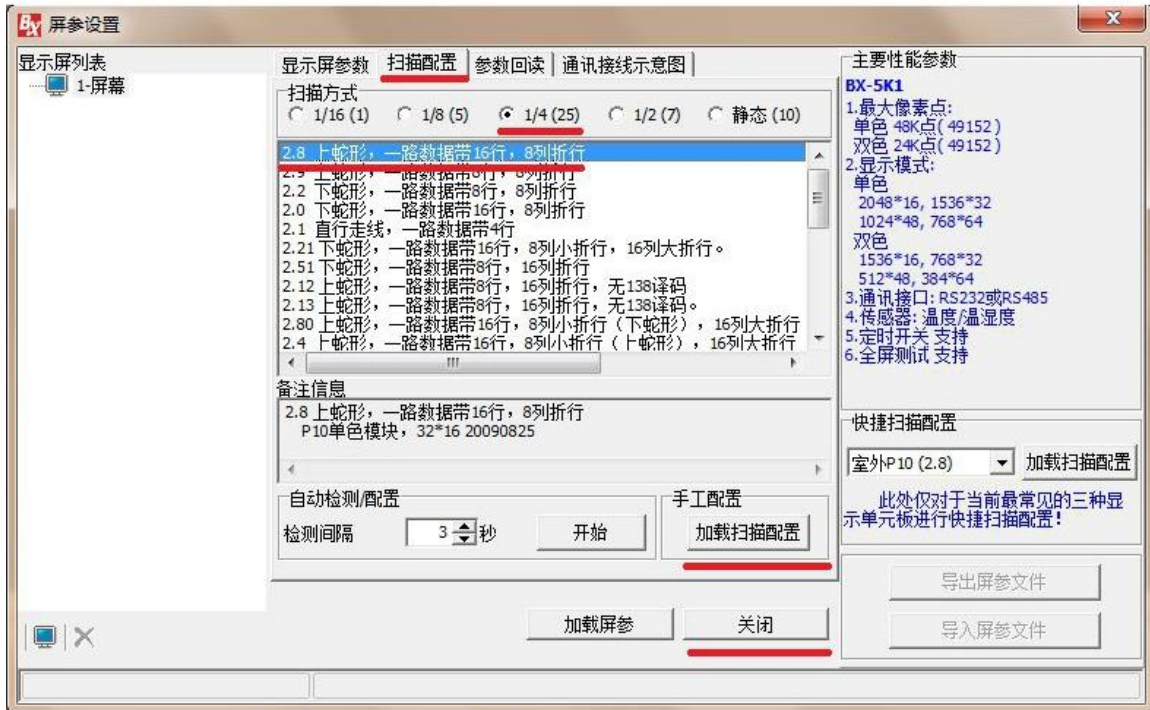 BX 屏参设置
显示屏列表
1-屏幕
显示屏参数 扫描配置 参数回读 通讯接线示意图
扫描方式
1/16 (1) 1/8 (5) 1/4 (25) 1/2 (7) 静态 (10)
2.8 上蛇形，一路数据带16行，8列折行
2.9 上蛇形，一路数据带8行，8列折行
2.2 下蛇形，一路数据带8行，8列折行
2.0 下蛇形，一路数据带16行，8列折行
2.1 直行走线，一路数据带4行
2.21 下蛇形，一路数据带16行，8列小折行，16列大折行。
2.51 下蛇形，一路数据带8行，16列折行
2.12 上蛇形，一路数据带8行，16列折行，无138译码
2.13 上蛇形，一路数据带8行，16列折行，无138译码。
2.80 上蛇形，一路数据带16行，8列小折行（下蛇形），16列大折行
2.4 上蛇形，一路数据带16行，8列小折行（上蛇形），16列大折行
备注信息
2.8 上蛇形，一路数据带16行，8列折行
P10单色模块，32*16 20090825
自动检测/配置
检测间隔 3 秒 开始
手工配置
加载扫描配置
加载屏参 关闭
主要性能参数
BX-5K1
1.最大像素点:
单色 48K点( 49152 )
双色 24K点( 49152 )
2.显示模式:
单色
2048*16, 1536*32
1024*48, 768*64
双色
1536*16, 768*32
512*48, 384*64
3.通讯接口: RS232或RS485
4.传感器: 温度/温湿度
5.定时开关 支持
6.全屏测试 支持
快捷扫描配置
室外P10 (2.8) 加载扫描配置
此处仅对于当前最常见的三种显
示单元板进行快捷扫描配置！
导出屏参文件
导入屏参文件